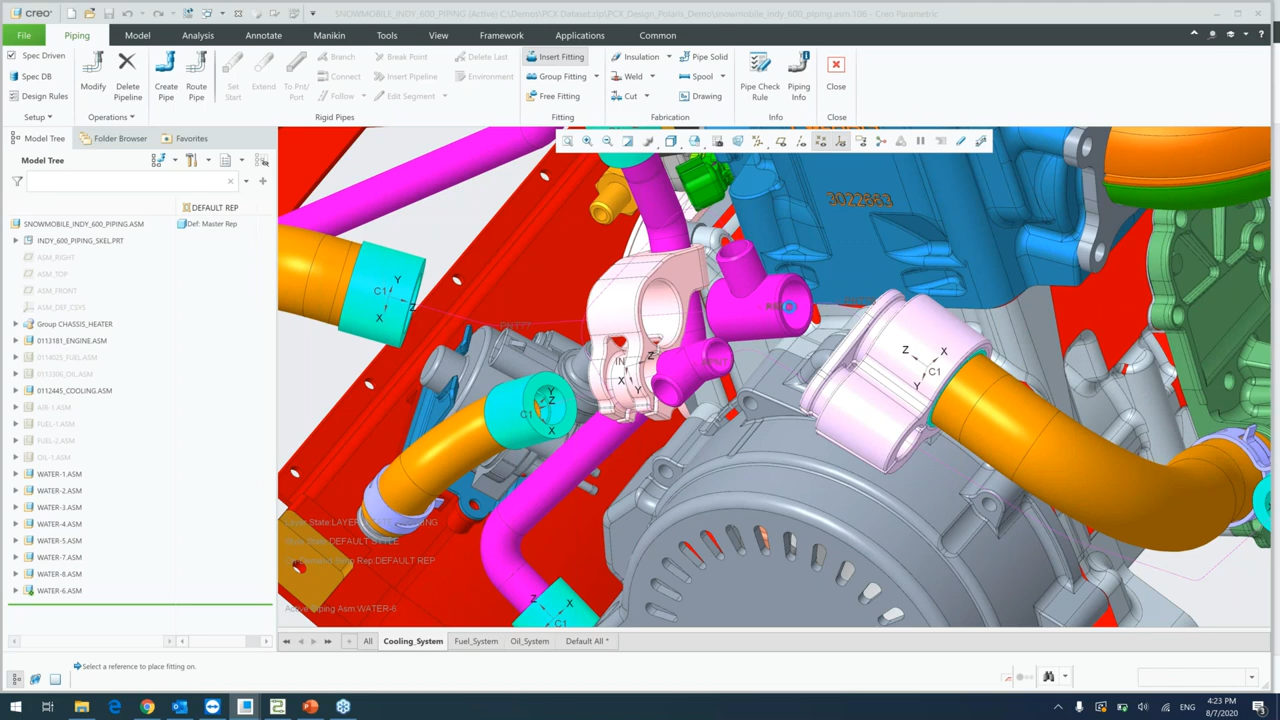 creo
SNOWMOBILE_INDY_600_PIPING (Active) C:\Demo\PCX Dataset.zip\PCX_Design_Polaris_Demo\snowmobile_indy_600_piping.asm.106 - Creo Parametric
File Piping Model Analysis Annotate Manikin Tools View Framework Applications Common
Spec Driven
Spec DB
Design Rules
Setup
Modify
Delete Pipeline
Operations
Create Pipe
Route Pipe
Set Start
Extend
To Pnt/Port
Branch
Connect
Follow
Break Point
Insert Pipeline
Edit Segment
Delete Last
Environment
Rigid Pipes
Insert Fitting
Group Fitting
Free Fitting
Fitting
Insulation
Weld
Cut
Pipe Solid
Spool
Drawing
Fabrication
Pipe Check Rule
Piping Info
Info
Close
Close
Model Tree Folder Browser Favorites
Model Tree
DEFAULT REP
SNOWMOBILE_INDY_600_PIPING.ASM Def: Master Rep
INDY_600_PIPING_SKEL.PRT
ASM_RIGHT
ASM_TOP
ASM_FRONT
ASM_DEF_CSYS
Group CHASSIS_HEATER
0113181_ENGINE.ASM
0114025_FUEL.ASM
0113306_OIL.ASM
0112445_COOLING.ASM
AIR-1.ASM
FUEL-1.ASM
FUEL-2.ASM
OIL-1.ASM
WATER-1.ASM
WATER-2.ASM
WATER-3.ASM
WATER-4.ASM
WATER-5.ASM
WATER-7.ASM
WATER-8.ASM
WATER-6.ASM
3022663
Y
C1
X
Z
IN
Z
X
Y
Z
X
C1
Y
Y
Z
C1
X
Z
X
C1
DEFAULT STYLE
Rep:DEFAULT REP
Active Piping Asm:WATER-6
All Cooling_System Fuel_System Oil_System Default All *
Select a reference to place fitting on.
ENG
4:23 PM
8/7/2020
3